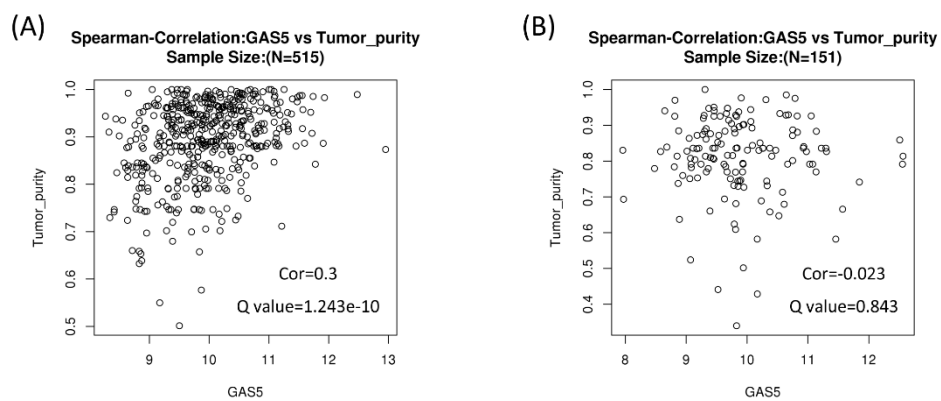 (A)
Spearman-Correlation:GAS5 vs Tumor_purity
Sample Size:(N=515)
Tumor_purity
1.0
0.9
0.8
0.7
0.6
0.5
Cor=0.3
Q value=1.243e-10
9 10 11 12 13
GAS5
(B)
Spearman-Correlation:GAS5 vs Tumor_purity
Sample Size:(N=151)
Tumor_purity
1.0
0.9
0.8
0.7
0.6
0.5
0.4
Cor=-0.023
Q value=0.843
8 9 10 11 12
GAS5